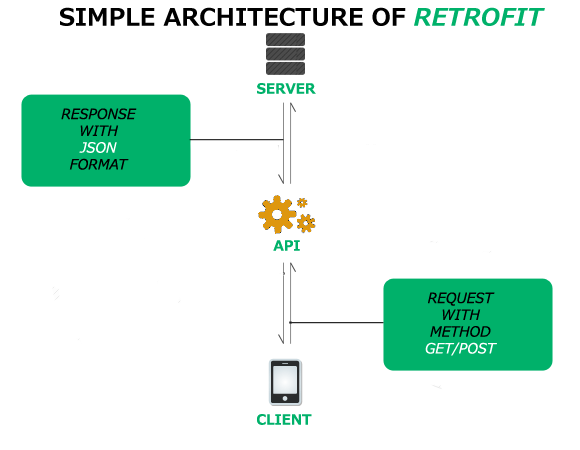 SIMPLE ARCHITECTURE OF RETROFIT
SERVER
RESPONSE
WITH
JSON
FORMAT
API
REQUEST
WITH
METHOD
GET/POST
CLIENT